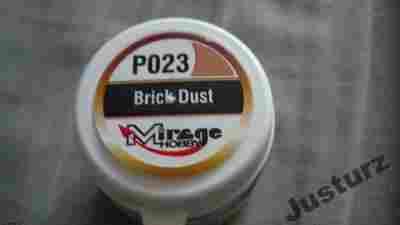 P023
Brick Dust
Mirage
HOBBY
Justurz